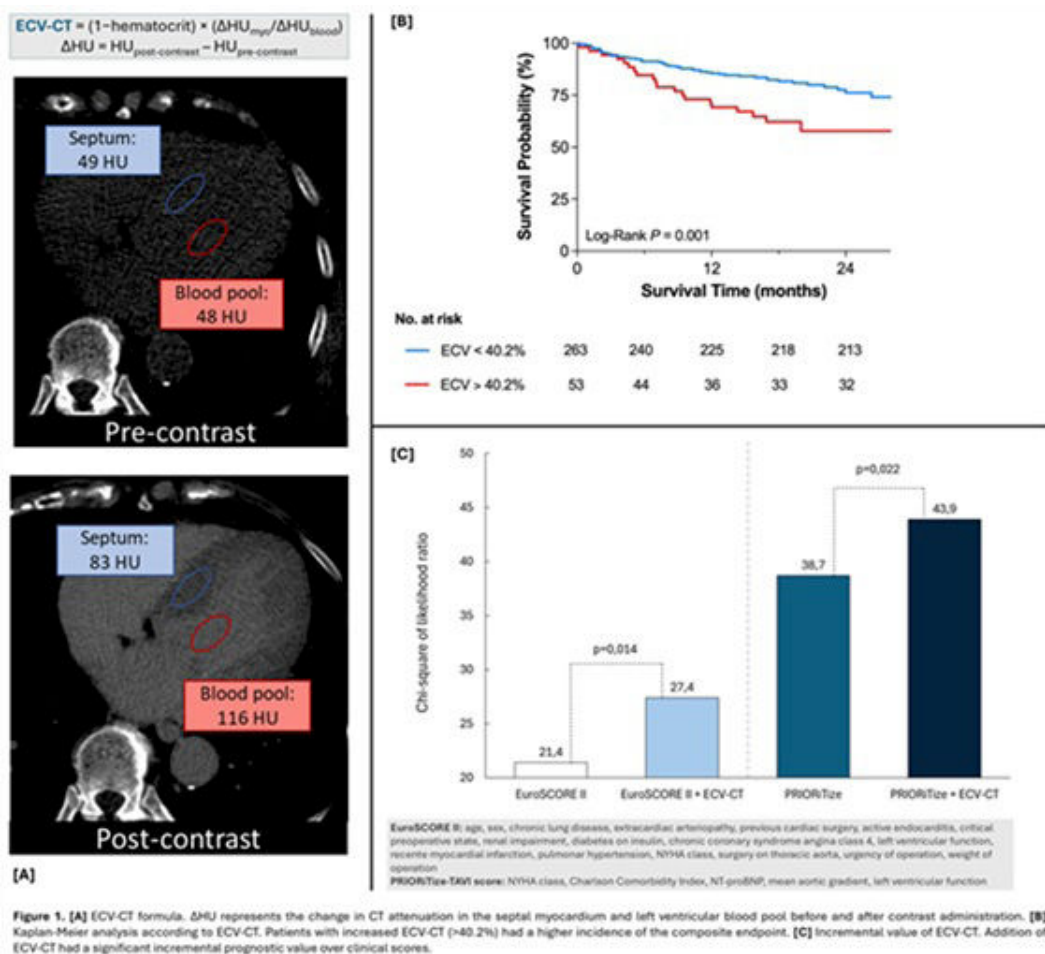 ECV-CT = (1−hematocrit) × (ΔHUmyo/ΔHUblood)
ΔHU = HUpost-contrast − HUpre-contrast
Septum:
49 HU
Blood pool:
48 HU
Pre-contrast
Septum:
83 HU
Blood pool:
116 HU
Post-contrast
[A]
[B]
Survival Probability (%)
100
75
50
25
0
Log-Rank P = 0.001
0
12
24
Survival Time (months)
No. at risk
ECV < 40.2% 263 240 225 218 213
ECV > 40.2% 53 44 36 33 32
[C]
Chi-square of likelihood ratio
50
45
40
35
30
25
20
p=0,022
43,9
38,7
p=0,014
27,4
21,4
EuroSCORE II
EuroSCORE II + ECV-CT
PRIORiTize
PRIORiTize + ECV-CT
EuroSCORE II: age, sex, chronic lung disease, extracardiac arteriopathy, previous cardiac surgery, active endocarditis, critical
preoperative state, renal impairment, diabetes on insulin, chronic coronary syndrome angina class 4, left ventricular function,
recente myocardial infarction, pulmonary hypertension, NYHA class, surgery on thoracic aorta, urgency of operation, weight of
operation
PRIORiTize-TAVI score: NYHA class, Charlson Comorbidity Index, NT-proBNP, mean aortic gradient, left ventricular function
Figure 1. [A] ECV-CT formula. ΔHU represents the change in CT attenuation in the septal myocardium and left ventricular blood pool before and after contrast administration. [B]
Kaplan-Meier analysis according to ECV-CT. Patients with increased ECV-CT (>40.2%) had a higher incidence of the composite endpoint. [C] Incremental value of ECV-CT. Addition of
ECV-CT had a significant incremental prognostic value over clinical scores.